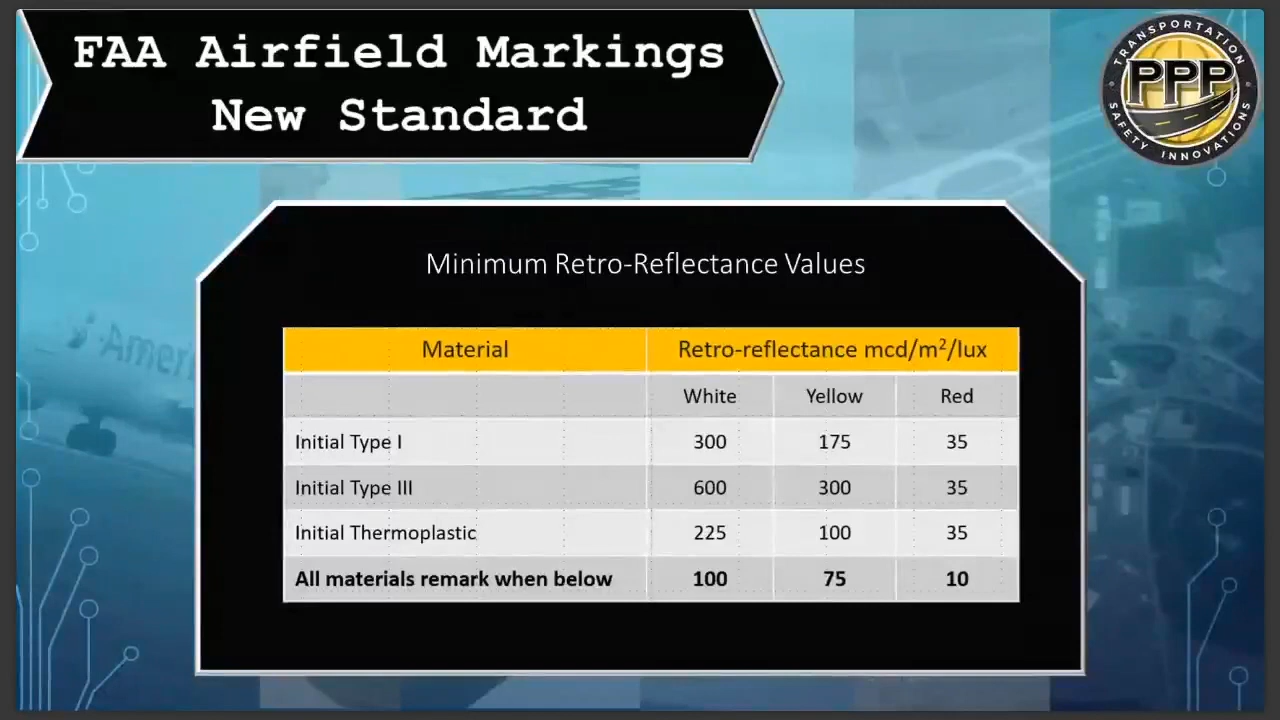 FAA Airfield Markings
New Standard
TRANSPORTATION
PPP
SAFETY INNOVATIONS
Ameri
Minimum Retro-Reflectance Values
Material Retro-reflectance mcd/m²/lux
White Yellow Red
Initial Type I 300 175 35
Initial Type III 600 300 35
Initial Thermoplastic 225 100 35
All materials remark when below 100 75 10